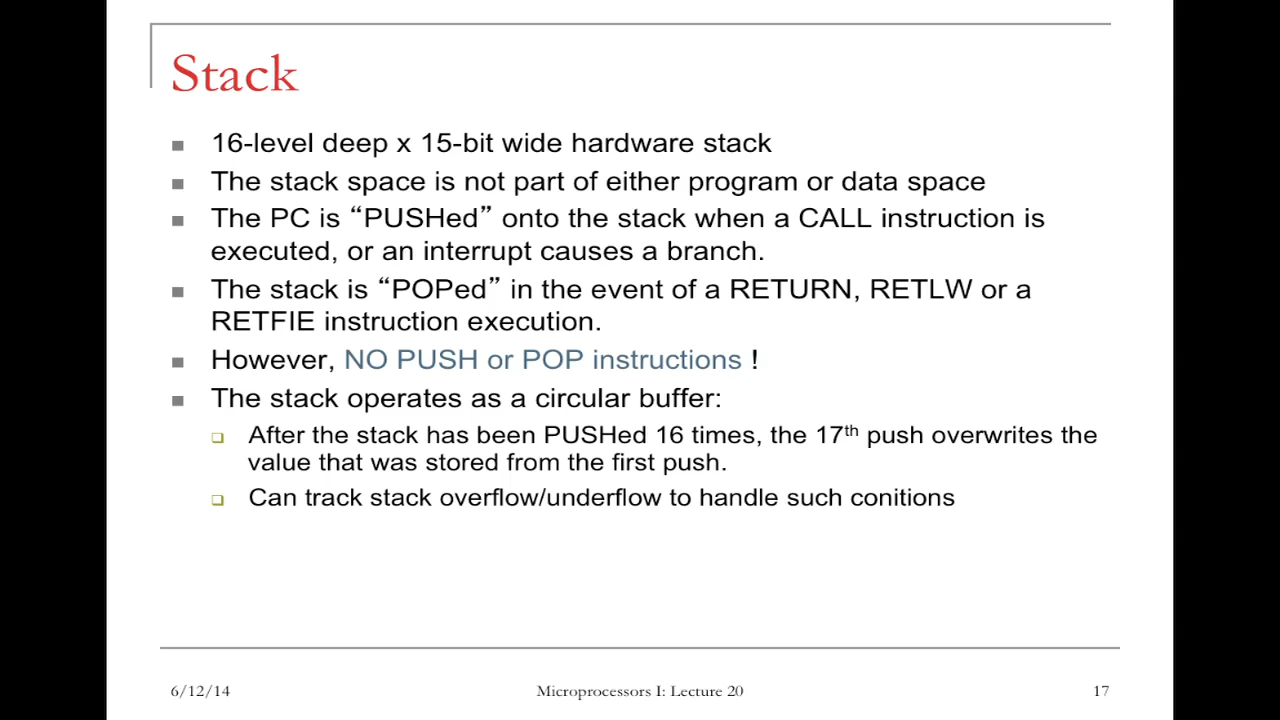 Stack
16-level deep x 15-bit wide hardware stack
The stack space is not part of either program or data space
The PC is “PUSHed” onto the stack when a CALL instruction is
executed, or an interrupt causes a branch.
The stack is “POPed” in the event of a RETURN, RETLW or a
RETFIE instruction execution.
However, NO PUSH or POP instructions !
The stack operates as a circular buffer:
After the stack has been PUSHed 16 times, the 17th push overwrites the
value that was stored from the first push.
Can track stack overflow/underflow to handle such conitions
6/12/14
Microprocessors I: Lecture 20
17